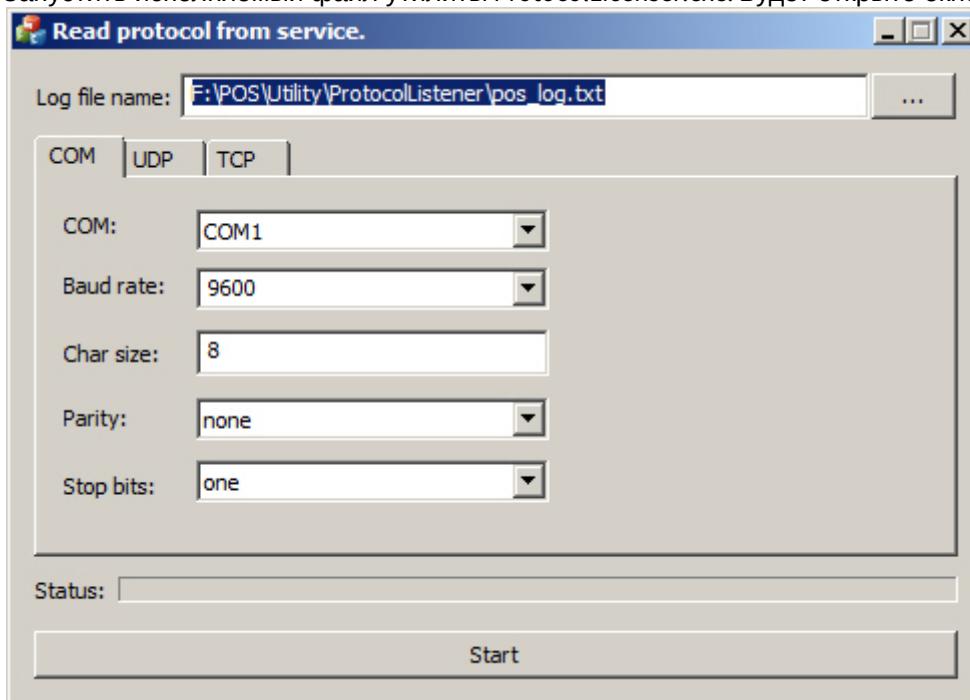 Read protocol from service.
Log file name: F:\POS\Utility\ProtocolListener\pos_log.txt ...
COM UDP TCP
COM: COM1
Baud rate: 9600
Char size: 8
Parity: none
Stop bits: one
Status:
Start